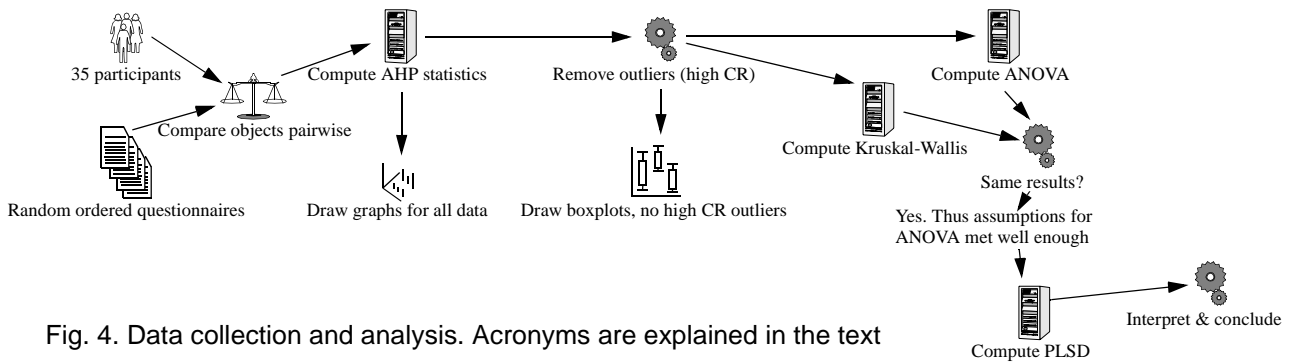 35 participants
Compute AHP statistics
Remove outliers (high CR)
Compute ANOVA
Compare objects pairwise
Compute Kruskal-Wallis
Same results?
Random ordered questionnaires
Draw graphs for all data
Draw boxplots, no high CR outliers
Yes. Thus assumptions for
ANOVA met well enough
Interpret & conclude
Compute PLSD
Fig. 4. Data collection and analysis. Acronyms are explained in the text